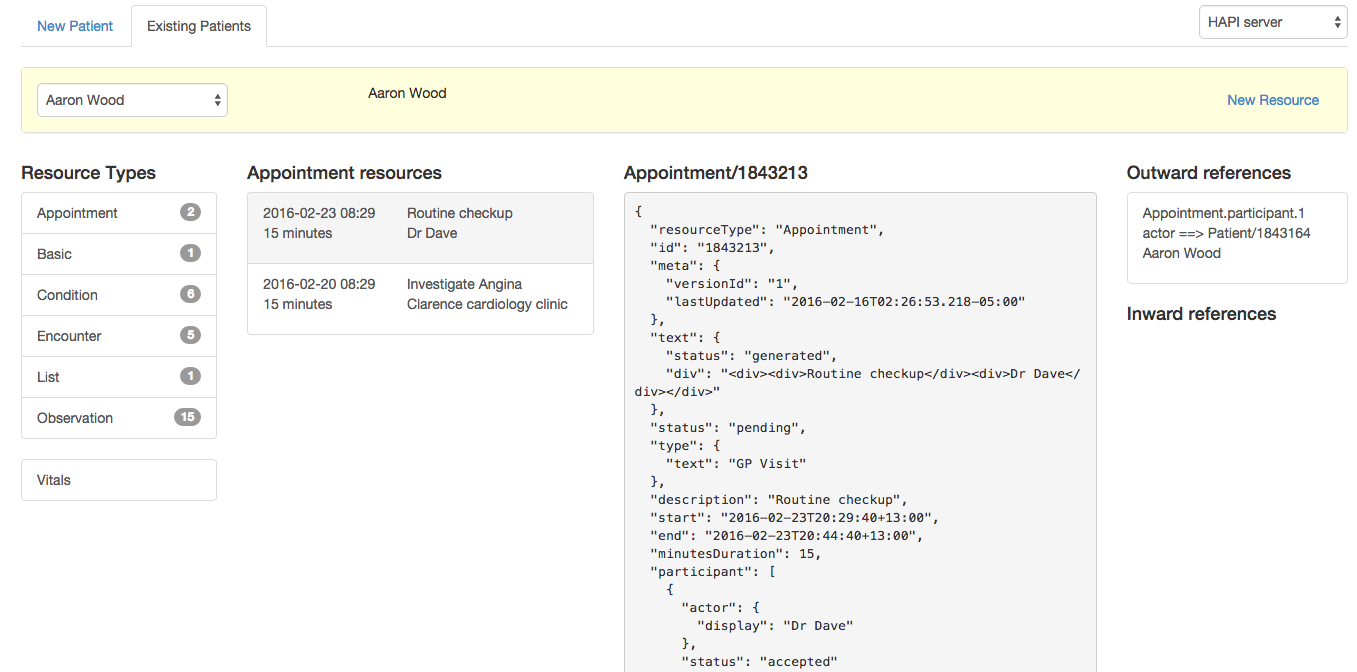 New Patient
Existing Patients
HAPI server
Aaron Wood
Aaron Wood
New Resource
Resource Types
Appointment 2
Basic 1
Condition 6
Encounter 5
List 1
Observation 15
Vitals
Appointment resources
2016-02-23 08:29 Routine checkup
15 minutes Dr Dave
2016-02-20 08:29 Investigate Angina
15 minutes Clarence cardiology clinic
Appointment/1843213
{
  "resourceType": "Appointment",
  "id": "1843213",
  "meta": {
    "versionId": "1",
    "lastUpdated": "2016-02-16T02:26:53.218-05:00"
  },
  "text": {
    "status": "generated",
    "div": "<div><div>Routine checkup</div><div>Dr Dave</
div></div>"
  },
  "status": "pending",
  "type": {
    "text": "GP Visit"
  },
  "description": "Routine checkup",
  "start": "2016-02-23T20:29:40+13:00",
  "end": "2016-02-23T20:44:40+13:00",
  "minutesDuration": 15,
  "participant": [
    {
      "actor": {
        "display": "Dr Dave"
      },
      "status": "accepted"
Outward references
Appointment.participant.1
actor ==> Patient/1843164
Aaron Wood
Inward references